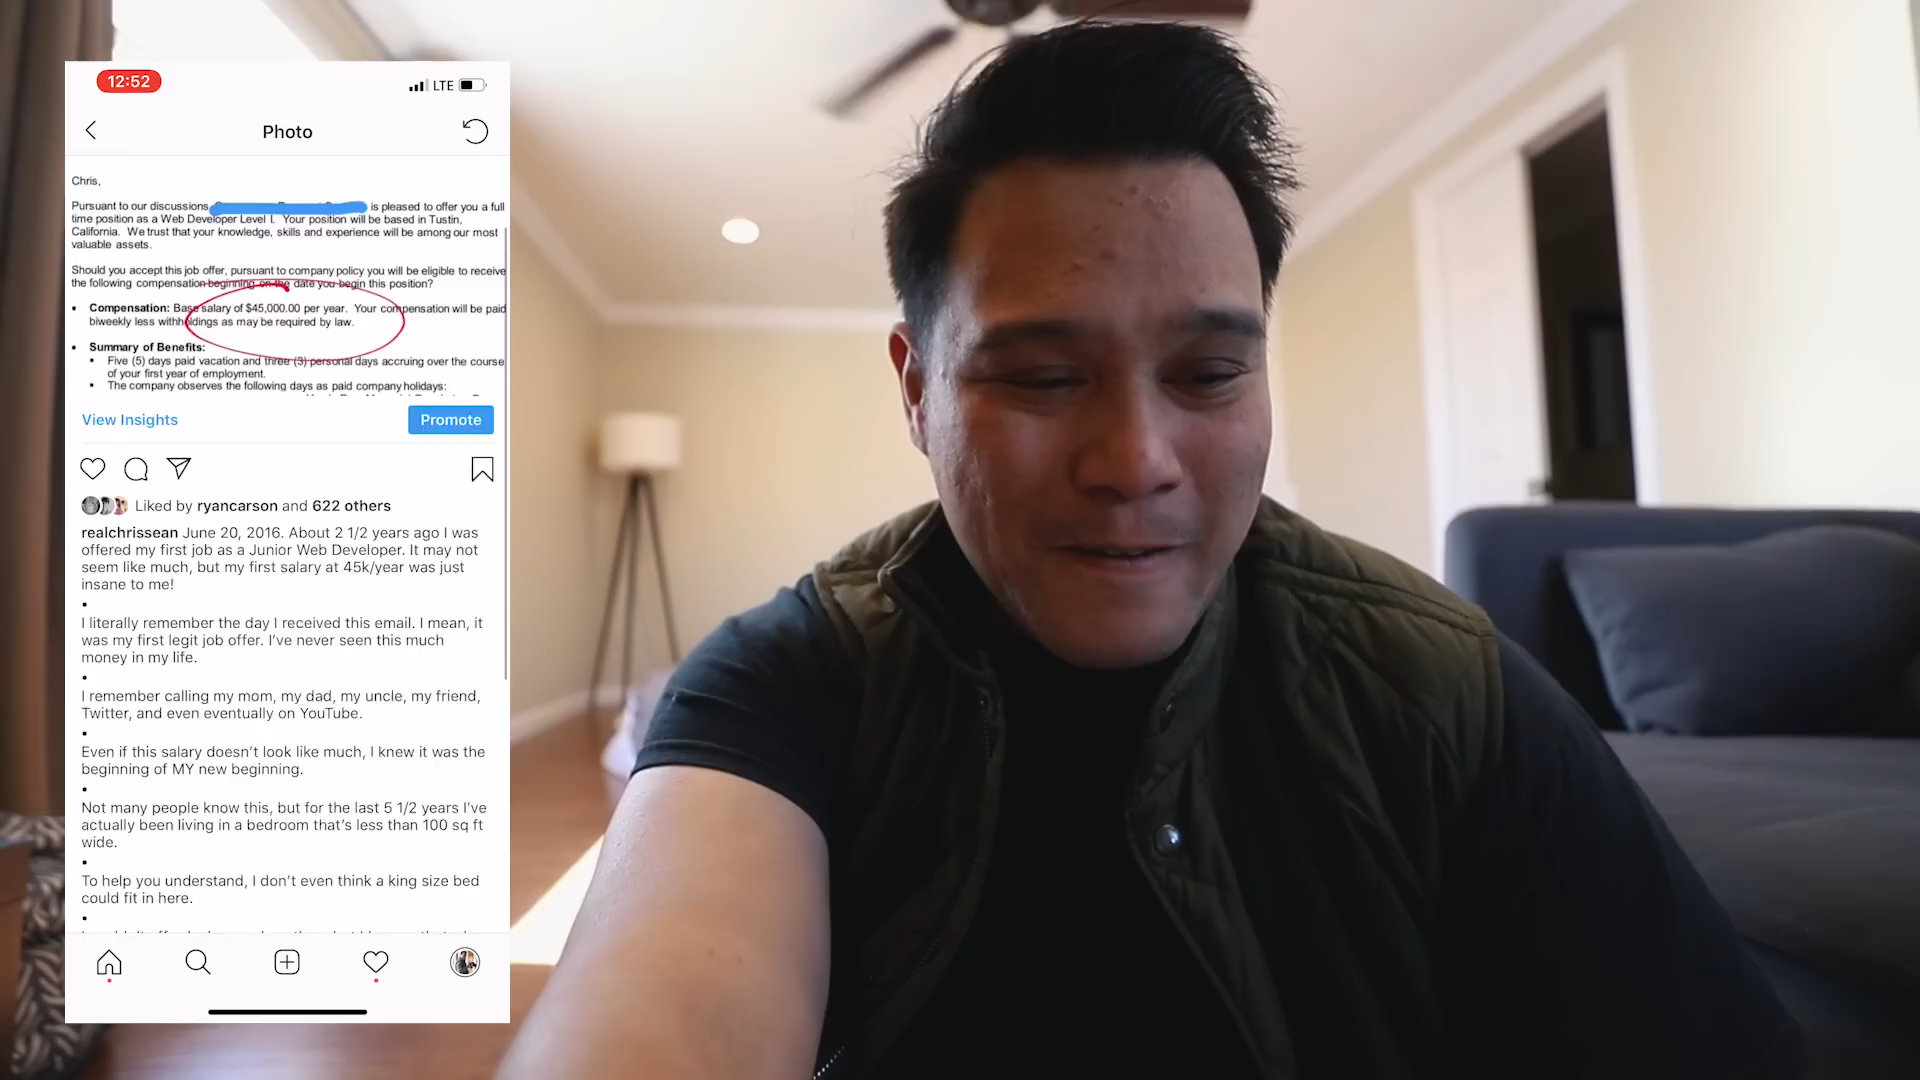 12:52
LTE
Photo
Chris,
Pursuant to our discussions, is pleased to offer you a full
time position as a Web Developer Level I. Your position will be based in Tustin,
California. We trust that your knowledge, skills and experience will be among our most
valuable assets.
Should you accept this job offer, pursuant to company policy you will be eligible to receive
the following compensation beginning on the date you begin this position?
• Compensation: Base salary of $45,000.00 per year. Your compensation will be paid
biweekly less withholdings as may be required by law.
• Summary of Benefits:
• Five (5) days paid vacation and three (3) personal days accruing over the course
of your first year of employment.
• The company observes the following days as paid company holidays:
View Insights
Promote
Liked by ryancarson and 622 others
realchrissean June 20, 2016. About 2 1/2 years ago I was
offered my first job as a Junior Web Developer. It may not
seem like much, but my first salary at 45k/year was just
insane to me!
•
I literally remember the day I received this email. I mean, it
was my first legit job offer. I've never seen this much
money in my life.
•
I remember calling my mom, my dad, my uncle, my friend,
Twitter, and even eventually on YouTube.
•
Even if this salary doesn't look like much, I knew it was the
beginning of MY new beginning.
•
Not many people know this, but for the last 5 1/2 years I've
actually been living in a bedroom that's less than 100 sq ft
wide.
•
To help you understand, I don't even think a king size bed
could fit in here.
•